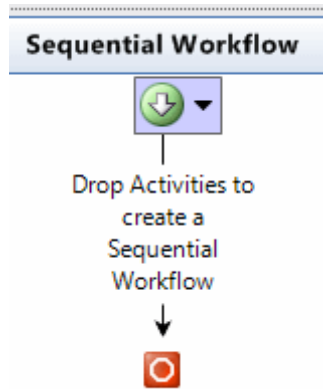 Sequential Workflow
Drop Activities to
create a
Sequential
Workflow